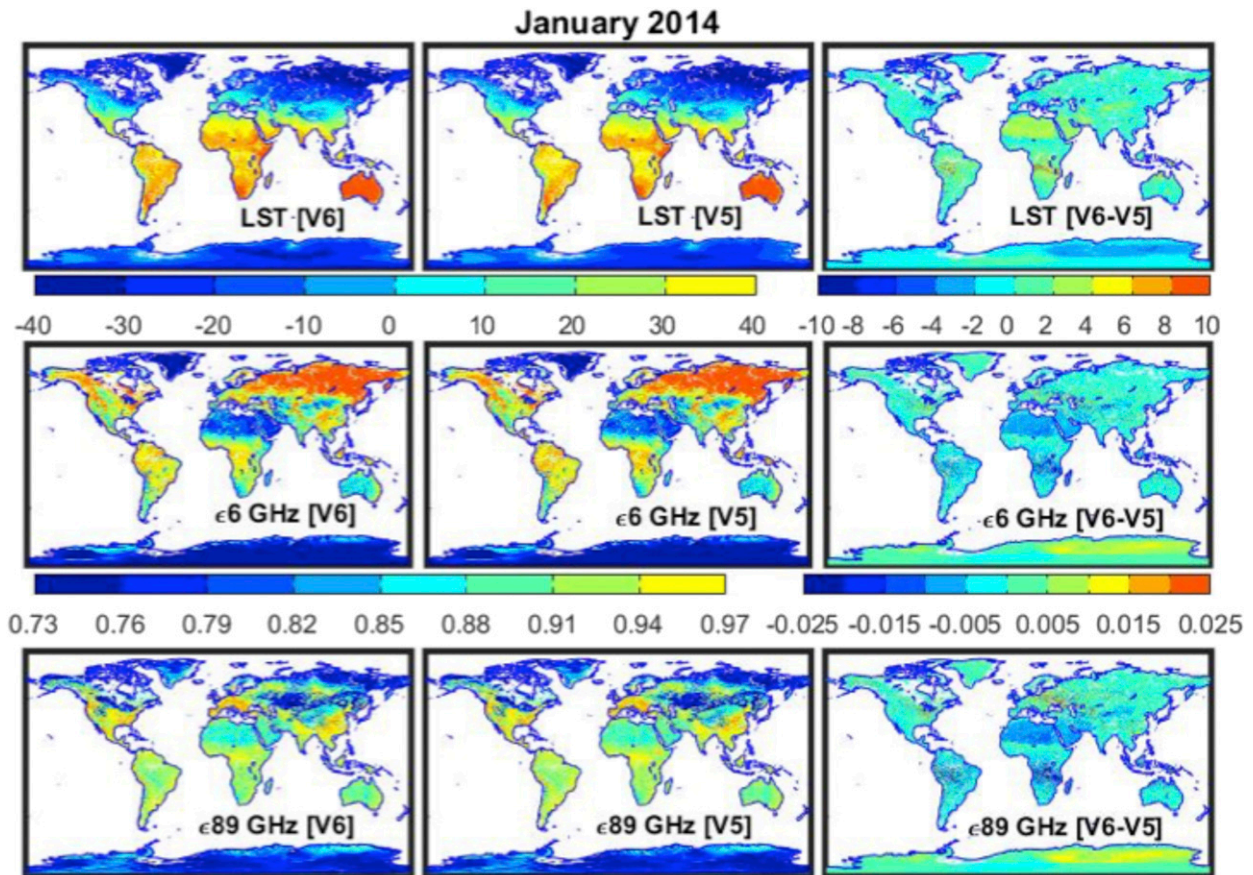 January 2014
LST [V6]
LST [V5]
LST [V6-V5]
-40 -30 -20 -10 0 10 20 30 40 -10 -8 -6 -4 -2 0 2 4 6 8 10
ϵ6 GHz [V6]
ϵ6 GHz [V5]
ϵ6 GHz [V6-V5]
0.73 0.76 0.79 0.82 0.85 0.88 0.91 0.94 0.97 -0.025 -0.015 -0.005 0.005 0.015 0.025
ϵ89 GHz [V6]
ϵ89 GHz [V5]
ϵ89 GHz [V6-V5]